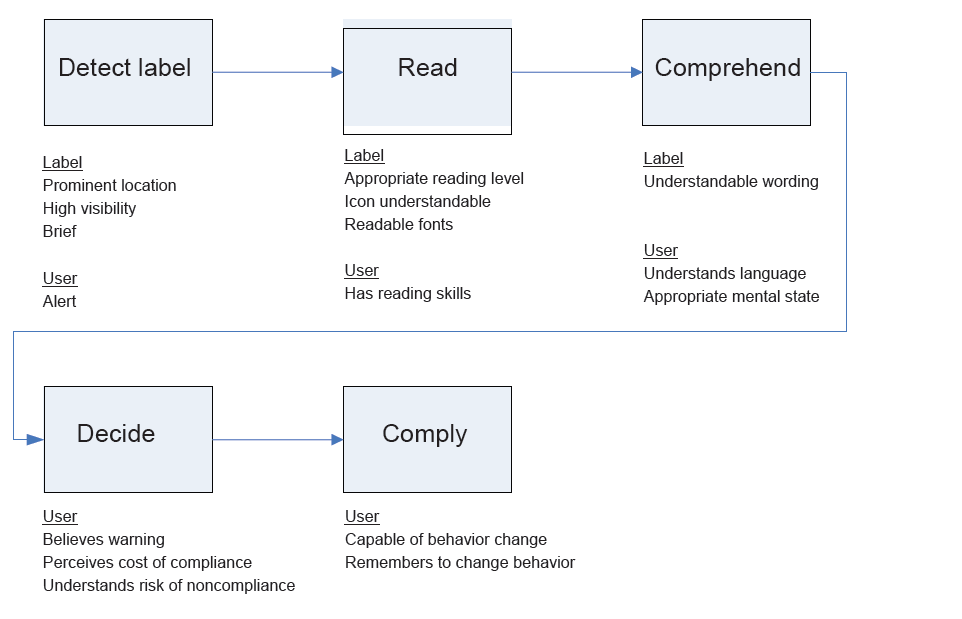 Detect label
Label
Prominent location
High visibility
Brief
User
Alert
Read
Label
Appropriate reading level
Icon understandable
Readable fonts
User
Has reading skills
Comprehend
Label
Understandable wording
User
Understands language
Appropriate mental state
Decide
User
Believes warning
Perceives cost of compliance
Understands risk of noncompliance
Comply
User
Capable of behavior change
Remembers to change behavior